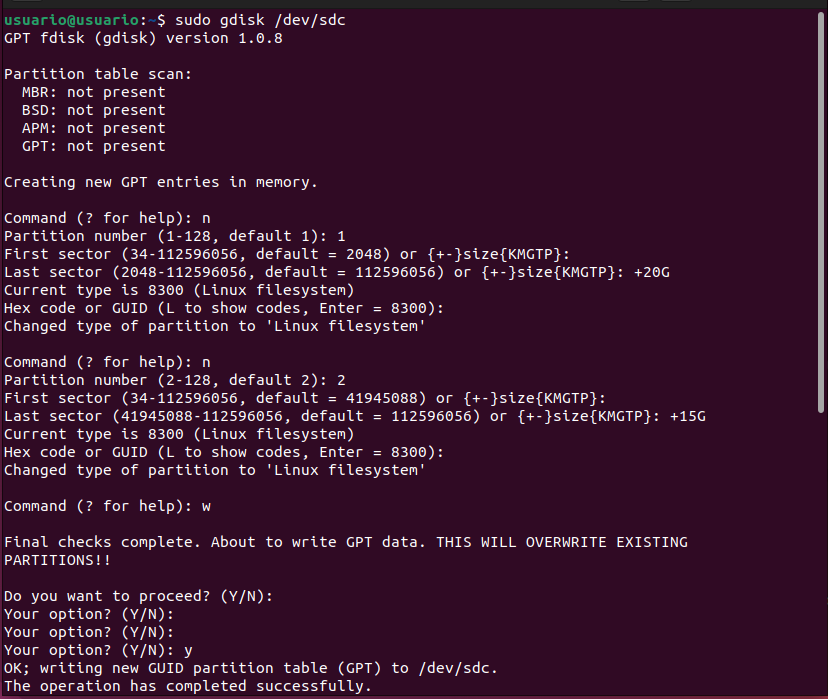 usuario@usuario:~$ sudo gdisk /dev/sdc
GPT fdisk (gdisk) version 1.0.8
Partition table scan:
MBR: not present
BSD: not present
APM: not present
GPT: not present
Creating new GPT entries in memory.
Command (? for help): n
Partition number (1-128, default 1): 1
First sector (34-112596056, default = 2048) or {+-}size{KMGTP}:
Last sector (2048-112596056, default = 112596056) or {+-}size{KMGTP}: +20G
Current type is 8300 (Linux filesystem)
Hex code or GUID (L to show codes, Enter = 8300):
Changed type of partition to 'Linux filesystem'
Command (? for help): n
Partition number (2-128, default 2): 2
First sector (34-112596056, default = 41945088) or {+-}size{KMGTP}:
Last sector (41945088-112596056, default = 112596056) or {+-}size{KMGTP}: +15G
Current type is 8300 (Linux filesystem)
Hex code or GUID (L to show codes, Enter = 8300):
Changed type of partition to 'Linux filesystem'
Command (? for help): w
Final checks complete. About to write GPT data. THIS WILL OVERWRITE EXISTING
PARTITIONS!!
Do you want to proceed? (Y/N):
Your option? (Y/N):
Your option? (Y/N):
Your option? (Y/N): y
OK; writing new GUID partition table (GPT) to /dev/sdc.
The operation has completed successfully.